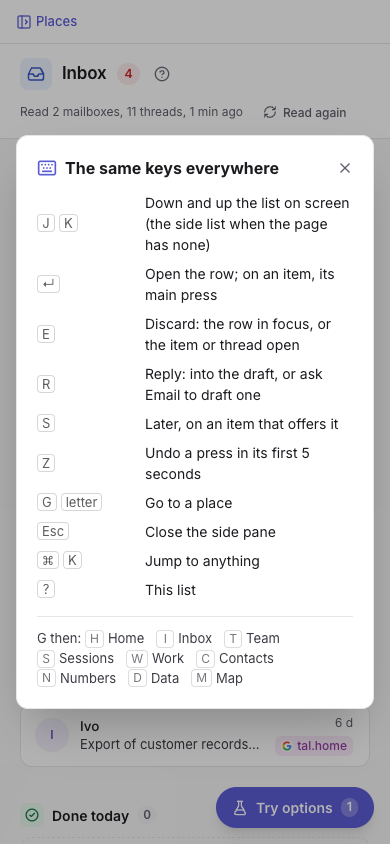 Places
Inbox 4
Read 2 mailboxes, 11 threads, 1 min ago Read again
The same keys everywhere
J K Down and up the list on screen
(the side list when the page
has none)
↵ Open the row; on an item, its
main press
E Discard: the row in focus, or
the item or thread open
R Reply: into the draft, or ask
Email to draft one
S Later, on an item that offers it
Z Undo a press in its first 5
seconds
G letter Go to a place
Esc Close the side pane
⌘ K Jump to anything
? This list
G then: H Home I Inbox T Team
S Sessions W Work C Contacts
N Numbers D Data M Map
Ivo 6 d
I Export of customer records... G tal.home
Done today 0
Try options 1